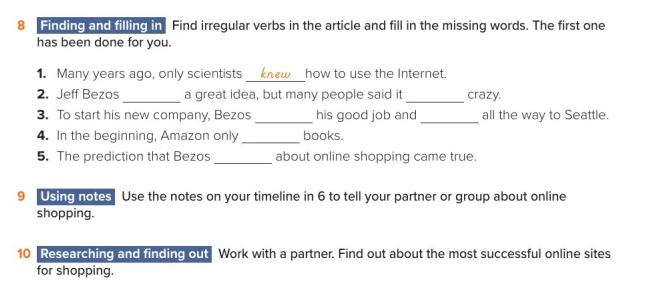 8 Finding and filling in Find irregular verbs in the article and fill in the missing words. The first one
has been done for you.
1. Many years ago, only scientists __knew__ how to use the Internet.
2. Jeff Bezos ________ a great idea, but many people said it ________ crazy.
3. To start his new company, Bezos ________ his good job and ________ all the way to Seattle.
4. In the beginning, Amazon only ________ books.
5. The prediction that Bezos ________ about online shopping came true.
9 Using notes Use the notes on your timeline in 6 to tell your partner or group about online
shopping.
10 Researching and finding out Work with a partner. Find out about the most successful online sites
for shopping.